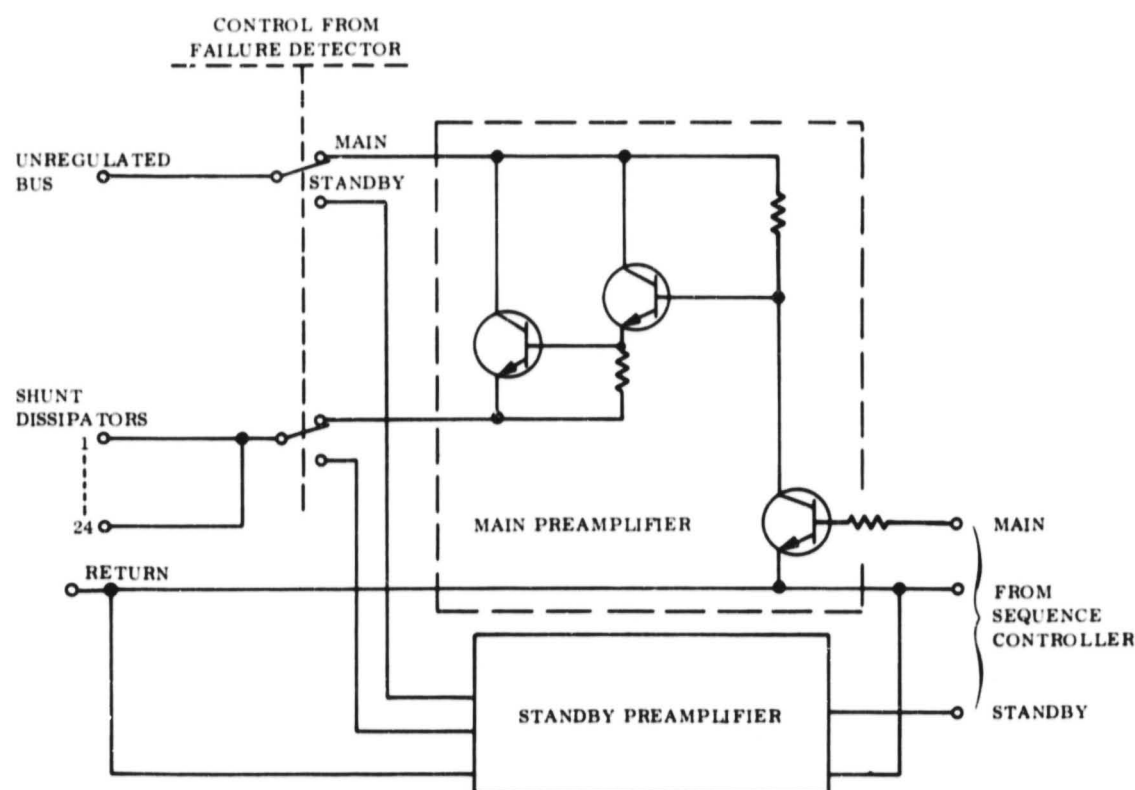 CONTROL FROM
FAILURE DETECTOR
MAIN
UNREGULATED
BUS
STANDBY
SHUNT
DISSIPATORS
1
24
MAIN PREAMPLIFIER
MAIN
RETURN
FROM
SEQUENCE
CONTROLLER
STANDBY PREAMPLIFIER
STANDBY